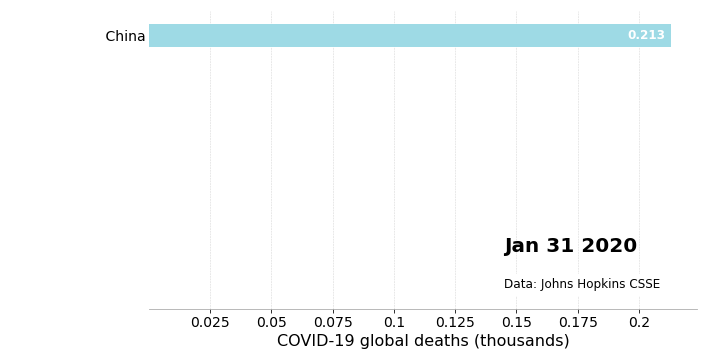 China 0.213
Jan 31 2020
Data: Johns Hopkins CSSE
0.025 0.05 0.075 0.1 0.125 0.15 0.175 0.2
COVID-19 global deaths (thousands)